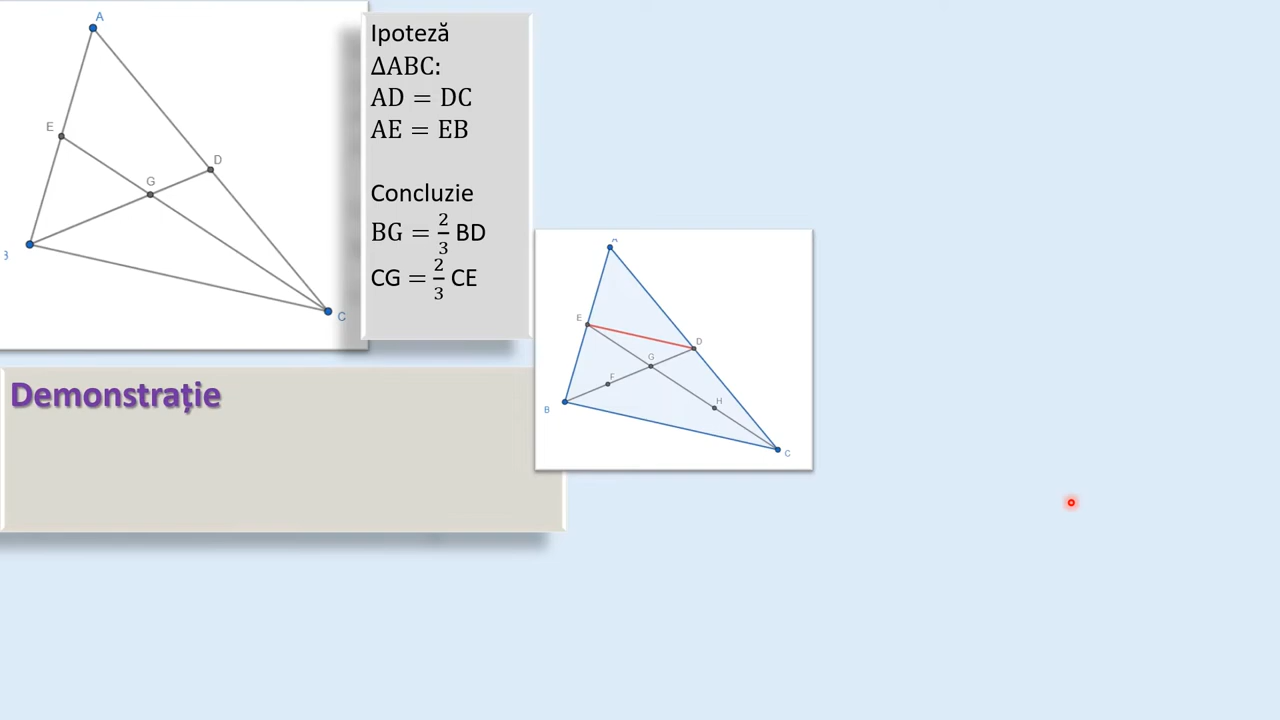 A
E
D
G
B
C
Ipoteză
ΔABC:
AD = DC
AE = EB
Concluzie
BG = 2/3 BD
CG = 2/3 CE
A
E
D
G
F
H
B
C
Demonstrație